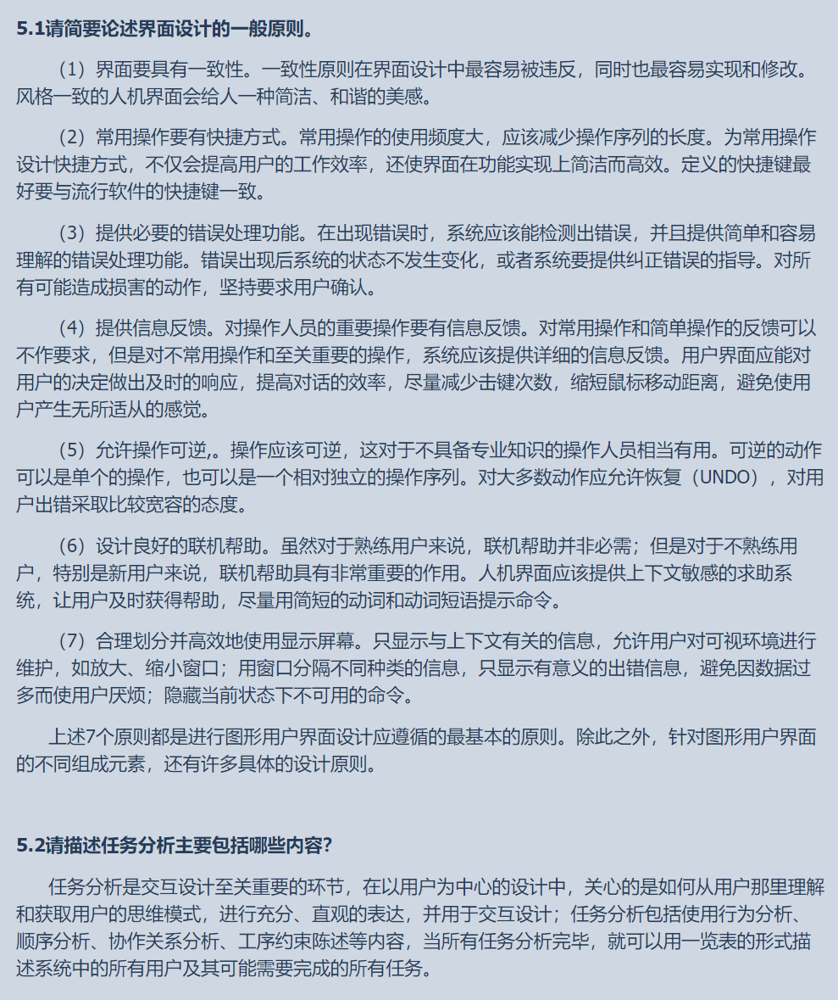 5.1请简要论述界面设计的一般原则。
（1）界面要具有一致性。一致性原则在界面设计中最容易被违反，同时也最容易实现和修改。
风格一致的人机界面会给人一种简洁、和谐的美感。
（2）常用操作要有快捷方式。常用操作的使用频度大，应该减少操作序列的长度。为常用操作
设计快捷方式，不仅会提高用户的工作效率，还使界面在功能实现上简洁而高效。定义的快捷键最
好要与流行软件的快捷键一致。
（3）提供必要的错误处理功能。在出现错误时，系统应该能检测出错误，并且提供简单和容易
理解的错误处理功能。错误出现后系统的状态不发生变化，或者系统要提供纠正错误的指导。对所
有可能造成损害的动作，坚持要求用户确认。
（4）提供信息反馈。对操作人员的重要操作要有信息反馈。对常用操作和简单操作的反馈可以
不作要求，但是对不常用操作和至关重要的操作，系统应该提供详细的信息反馈。用户界面应能对
用户的决定做出及时的响应，提高对话的效率，尽量减少击键次数，缩短鼠标移动距离，避免使用
户产生无所适从的感觉。
（5）允许操作可逆,。操作应该可逆，这对于不具备专业知识的操作人员相当有用。可逆的动作
可以是单个的操作，也可以是一个相对独立的操作序列。对大多数动作应允许恢复（UNDO），对用
户出错采取比较宽容的态度。
（6）设计良好的联机帮助。虽然对于熟练用户来说，联机帮助并非必需；但是对于不熟练用
户，特别是新用户来说，联机帮助具有非常重要的作用。人机界面应该提供上下文敏感的求助系
统，让用户及时获得帮助，尽量用简短的动词和动词短语提示命令。
（7）合理划分并高效地使用显示屏幕。只显示与上下文有关的信息，允许用户对可视环境进行
维护，如放大、缩小窗口；用窗口分隔不同种类的信息，只显示有意义的出错信息，避免因数据过
多而使用户厌烦；隐藏当前状态下不可用的命令。
上述7个原则都是进行图形用户界面设计应遵循的最基本的原则。除此之外，针对图形用户界面
的不同组成元素，还有许多具体的设计原则。
5.2请描述任务分析主要包括哪些内容？
任务分析是交互设计至关重要的环节，在以用户为中心的设计中，关心的是如何从用户那里理解
和获取用户的思维模式，进行充分、直观的表达，并用于交互设计；任务分析包括使用行为分析、
顺序分析、协作关系分析、工序约束陈述等内容，当所有任务分析完毕，就可以用一览表的形式描
述系统中的所有用户及其可能需要完成的所有任务。